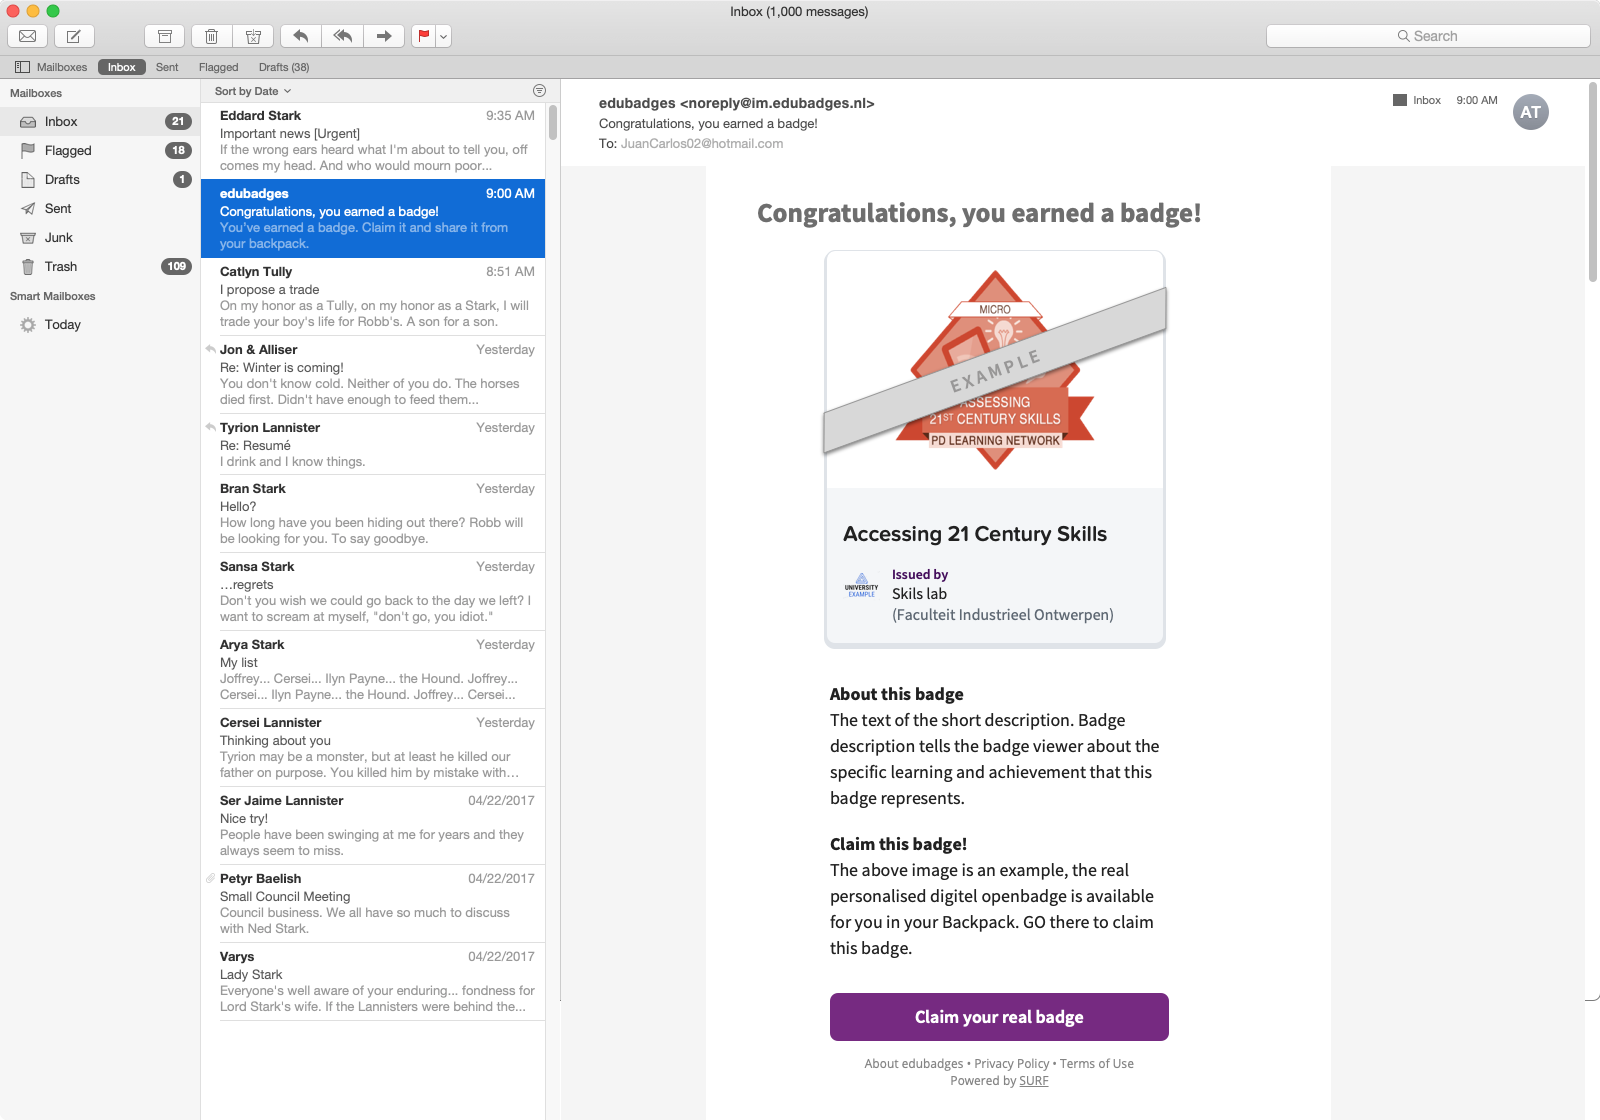 Inbox (1,000 messages)
Search
Mailboxes
Inbox
Sent
Flagged
Drafts (38)
Mailboxes
Inbox
21
Flagged
18
Drafts
1
Sent
Junk
Trash
109
Smart Mailboxes
Today
Sort by Date
Eddard Stark
9:35 AM
Important news [Urgent]
If the wrong ears heard what I'm about to tell you, off
comes my head. And who would mourn poor...
edubadges
9:00 AM
Congratulations, you earned a badge!
You've earned a badge. Claim it and share it from
your backpack.
Catlyn Tully
8:51 AM
I propose a trade
On my honor as a Tully, on my honor as a Stark, I will
trade your boy's life for Robb's. A son for a son.
Jon & Alliser
Yesterday
Re: Winter is coming!
You don't know cold. Neither of you do. The horses
died first. Didn't have enough to feed them...
Tyrion Lannister
Yesterday
Re: Resumé
I drink and I know things.
Bran Stark
Yesterday
Hello?
How long have you been hiding out there? Robb will
be looking for you. To say goodbye.
Sansa Stark
Yesterday
…regrets
Don't you wish we could go back to the day we left? I
want to scream at myself, "don't go, you idiot."
Arya Stark
Yesterday
My list
Joffrey... Cersei... Ilyn Payne... the Hound. Joffrey...
Cersei... Ilyn Payne... the Hound. Joffrey... Cersei...
Cersei Lannister
Yesterday
Thinking about you
Tyrion may be a monster, but at least he killed our
father on purpose. You killed him by mistake with…
Ser Jaime Lannister
04/22/2017
Nice try!
People have been swinging at me for years and they
always seem to miss.
Petyr Baelish
04/22/2017
Small Council Meeting
Council business. We all have so much to discuss
with Ned Stark.
Varys
04/22/2017
Lady Stark
Everyone's well aware of your enduring... fondness for
Lord Stark's wife. If the Lannisters were behind the...
edubadges <noreply@im.edubadges.nl>
Congratulations, you earned a badge!
To: JuanCarlos02@hotmail.com
Inbox
9:00 AM
AT
Congratulations, you earned a badge!
MICRO
EXAMPLE
ASSESSING
21ST CENTURY SKILLS
PD LEARNING NETWORK
Accessing 21 Century Skills
UNIVERSITY
EXAMPLE
Issued by
Skils lab
(Faculteit Industrieel Ontwerpen)
About this badge
The text of the short description. Badge
description tells the badge viewer about the
specific learning and achievement that this
badge represents.
Claim this badge!
The above image is an example, the real
personalised digitel openbadge is available
for you in your Backpack. GO there to claim
this badge.
Claim your real badge
About edubadges • Privacy Policy • Terms of Use
Powered by SURF